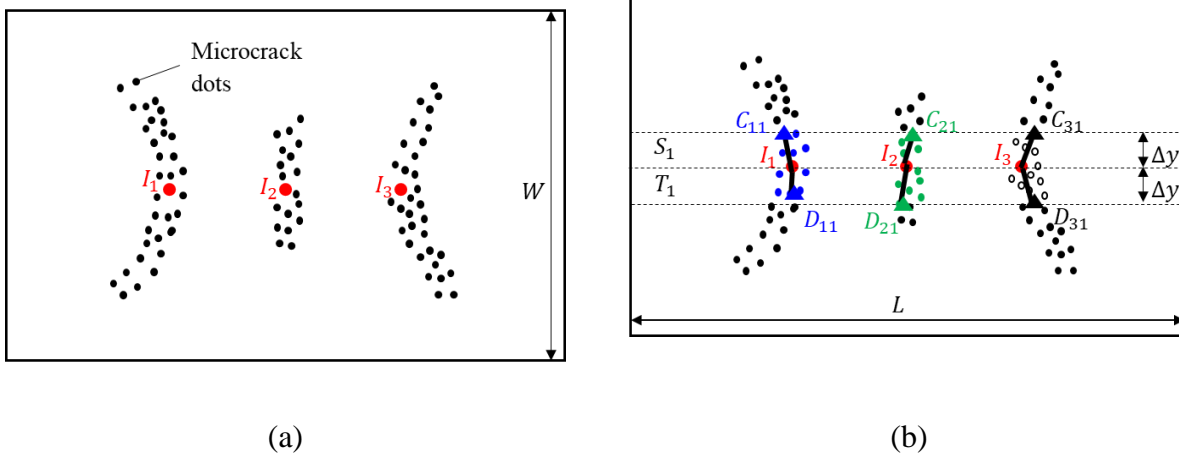 Microcrack
dots
I₁
I₂
I₃
W
(a)
C₁₁
C₂₁
C₃₁
S₁
I₁
I₂
I₃
Δy
T₁
Δy
D₁₁
D₂₁
D₃₁
L
(b)